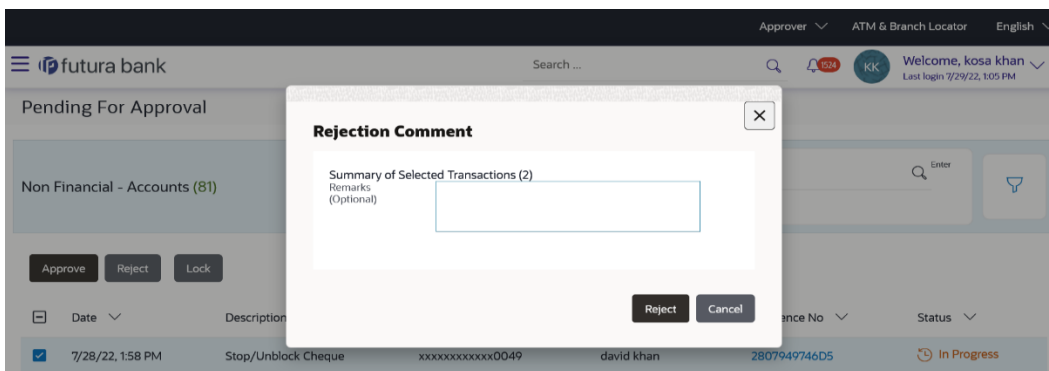 Approver ATM & Branch Locator English
futura bank Search ... 1524 KK Welcome, kosa khan
Last login 7/29/22, 1:05 PM
Pending For Approval
Rejection Comment
Summary of Selected Transactions (2)
Remarks
(Optional)
Non Financial - Accounts (81) Enter
Approve Reject Lock
Reject Cancel
Date Description ence No Status
7/28/22, 1:58 PM Stop/Unblock Cheque xxxxxxxxxxxx0049 david khan 2807949746D5 In Progress